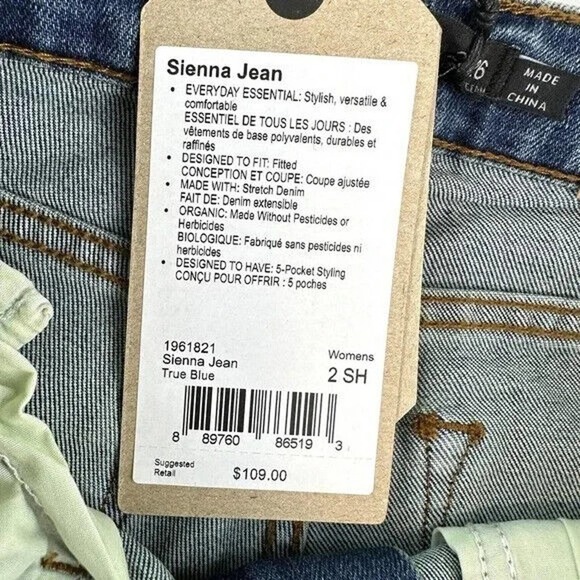 Sienna Jean
• EVERYDAY ESSENTIAL: Stylish, versatile &
comfortable
ESSENTIEL DE TOUS LES JOURS : Des
vêtements de base polyvalents, durables et
raffinés
• DESIGNED TO FIT: Fitted
CONCEPTION ET COUPE: Coupe ajustée
• MADE WITH: Stretch Denim
FAIT DE: Denim extensible
• ORGANIC: Made Without Pesticides or
Herbicides
BIOLOGIQUE: Fabriqué sans pesticides ni
herbicides
• DESIGNED TO HAVE: 5-Pocket Styling
CONÇU POUR OFFRIR : 5 poches
1961821
Sienna Jean
True Blue
Womens
2 SH
8 89760 86519 3
Suggested
Retail
$109.00
MADE
IN
CHINA